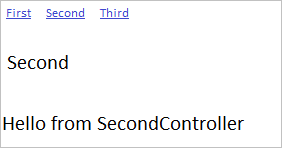 First Second Third
Second
Hello from SecondController